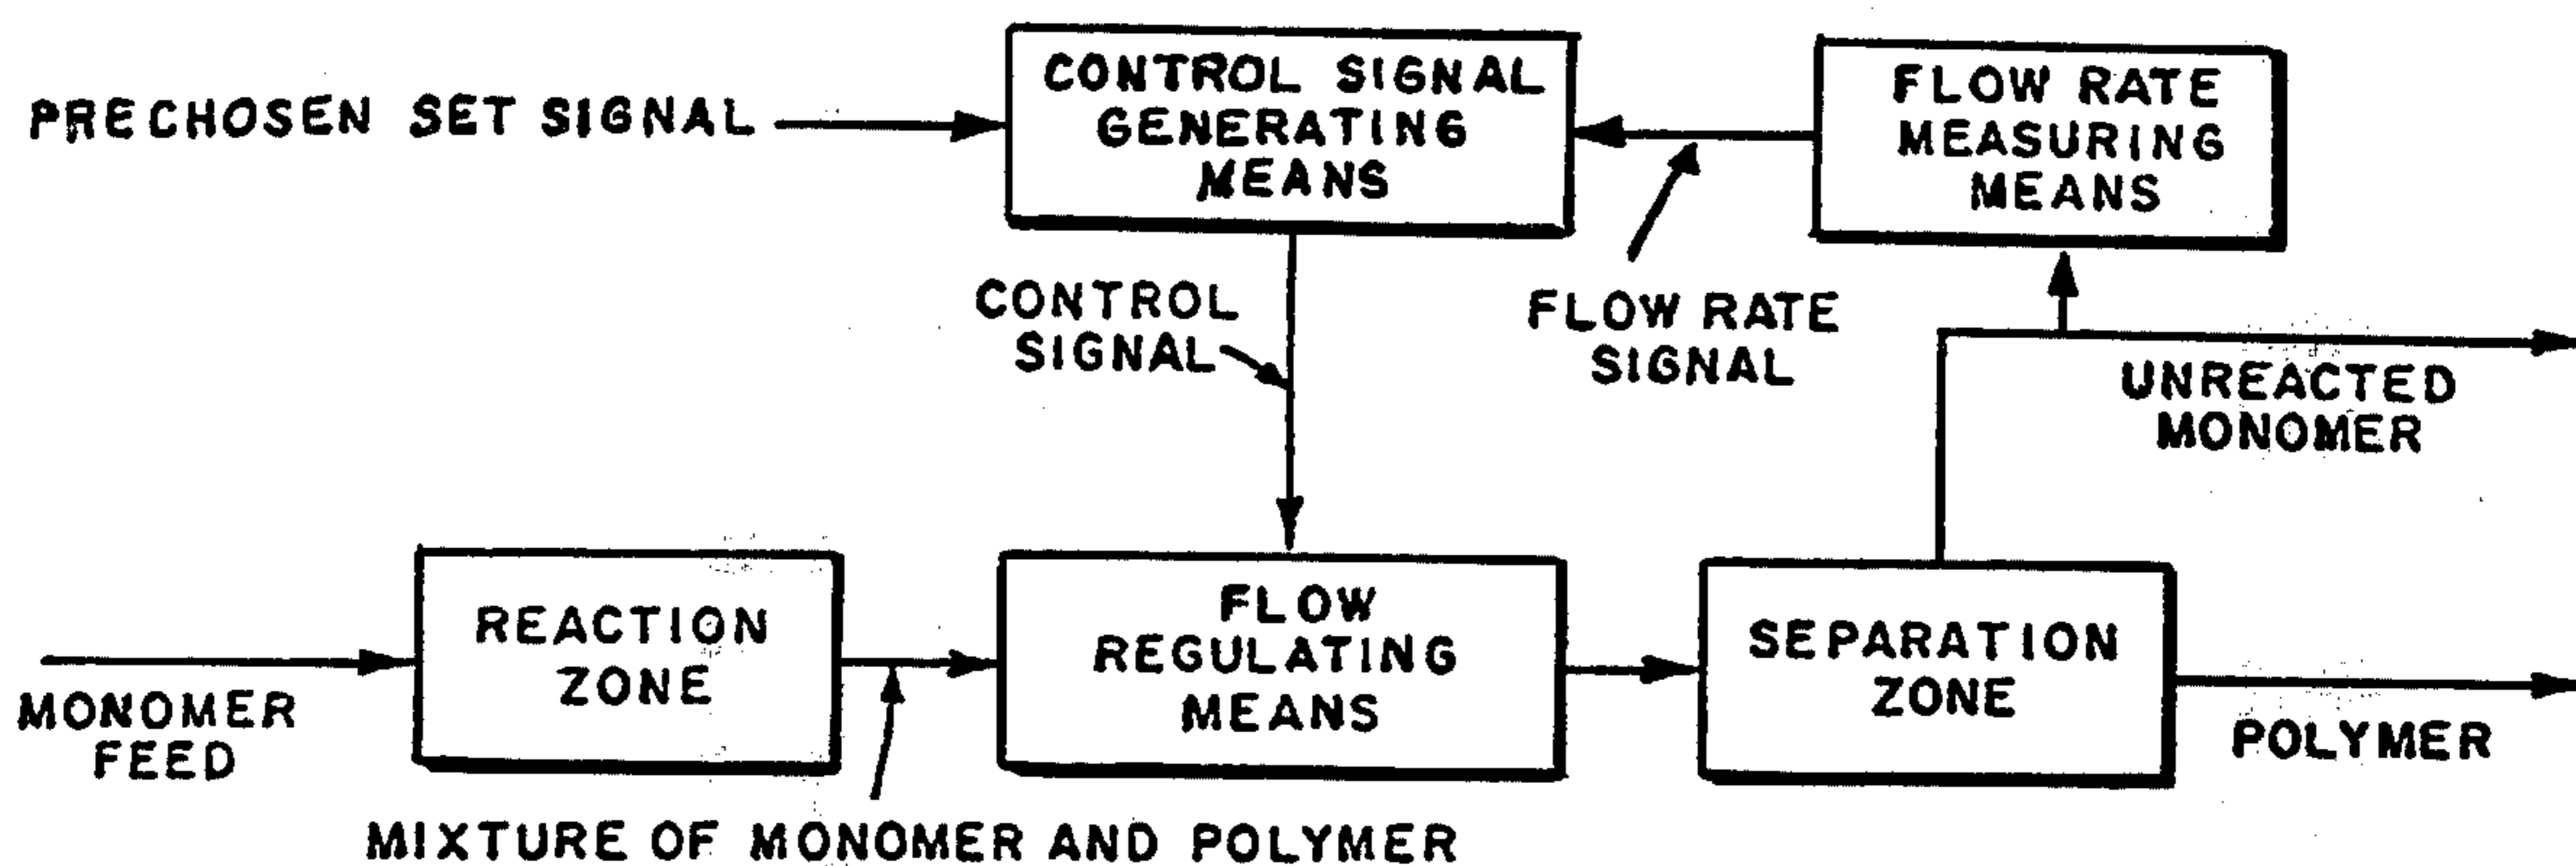 PRECHOSEN SET SIGNAL
CONTROL SIGNAL
GENERATING
MEANS
FLOW RATE
MEASURING
MEANS
CONTROL
SIGNAL
FLOW RATE
SIGNAL
UNREACTED
MONOMER
MONOMER
FEED
REACTION
ZONE
FLOW
REGULATING
MEANS
SEPARATION
ZONE
POLYMER
MIXTURE OF MONOMER AND POLYMER